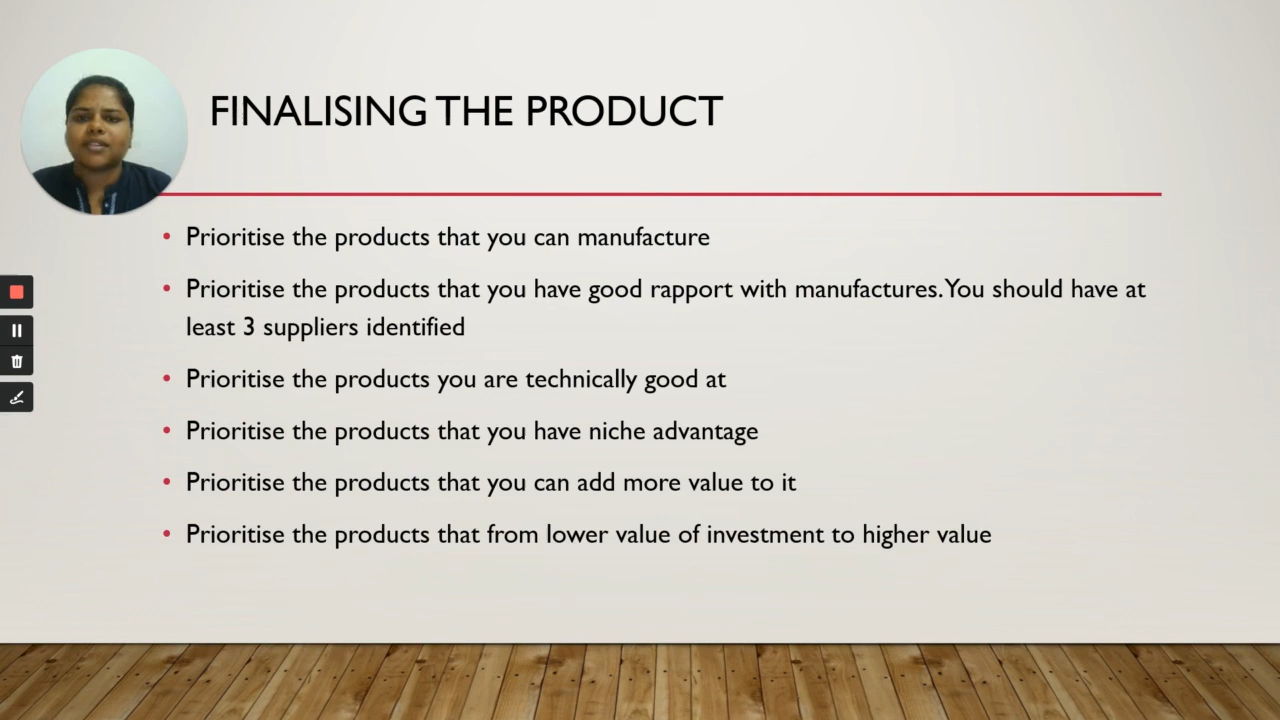 FINALISING THE PRODUCT
• Prioritise the products that you can manufacture
• Prioritise the products that you have good rapport with manufactures. You should have at
least 3 suppliers identified
• Prioritise the products you are technically good at
• Prioritise the products that you have niche advantage
• Prioritise the products that you can add more value to it
• Prioritise the products that from lower value of investment to higher value